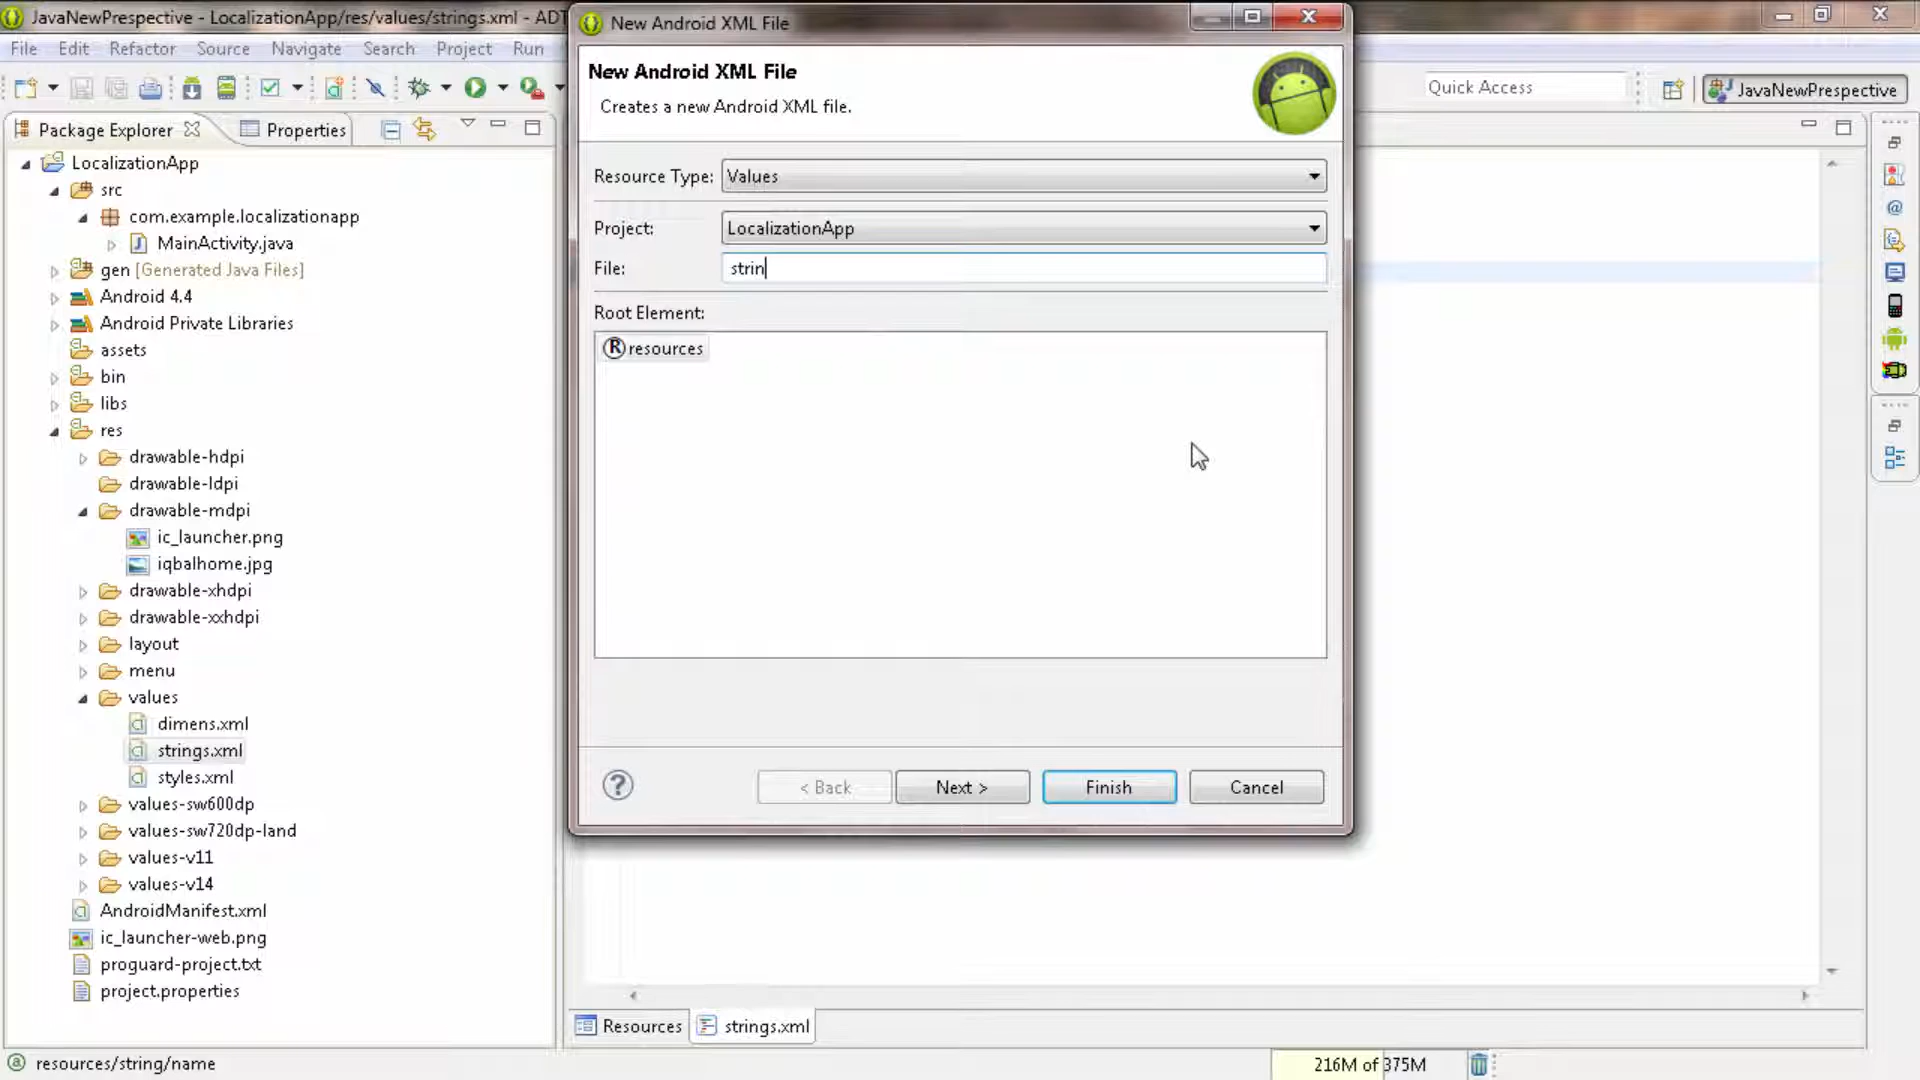 JavaNewPrespective - LocalizationApp/res/values/strings.xml - ADT
New Android XML File
File Edit Refactor Source Navigate Search Project Run
New Android XML File
Creates a new Android XML file.
Quick Access
JavaNewPrespective
Package Explorer
Properties
LocalizationApp
src
com.example.localizationapp
MainActivity.java
gen [Generated Java Files]
Android 4.4
Android Private Libraries
assets
bin
libs
res
drawable-hdpi
drawable-ldpi
drawable-mdpi
ic_launcher.png
iqbalhome.jpg
drawable-xhdpi
drawable-xxhdpi
layout
menu
values
dimens.xml
strings.xml
styles.xml
values-sw600dp
values-sw720dp-land
values-v11
values-v14
AndroidManifest.xml
ic_launcher-web.png
proguard-project.txt
project.properties
Resource Type: Values
Project: LocalizationApp
File: strin
Root Element:
R resources
? < Back Next > Finish Cancel
Resources strings.xml
resources/string/name
216M of 375M